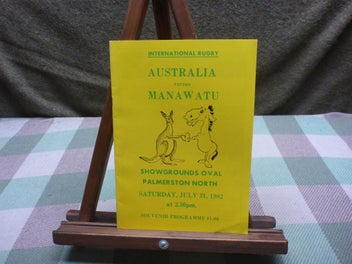 INTERNATIONAL RUGBY
AUSTRALIA
versus
MANAWATU
SHOWGROUNDS OVAL
PALMERSTON NORTH
SATURDAY, JULY 31, 1982
at 2.30pm.
SOUVENIR PROGRAMME $1.00